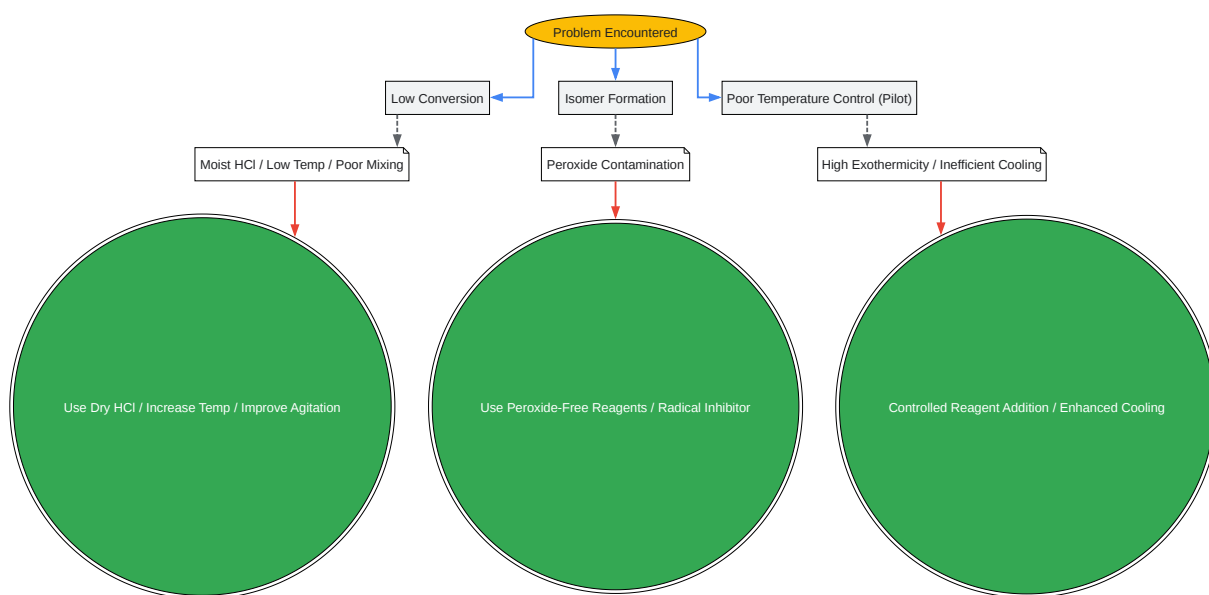 Problem Encountered
Low Conversion
Isomer Formation
Poor Temperature Control (Pilot)
Moist HCl / Low Temp / Poor Mixing
Peroxide Contamination
High Exothermicity / Inefficient Cooling
Use Dry HCl / Increase Temp / Improve Agitation
Use Peroxide-Free Reagents / Radical Inhibitor
Controlled Reagent Addition / Enhanced Cooling